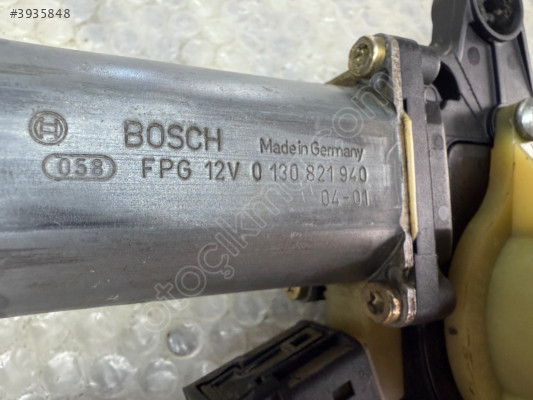 #3935848
BOSCH Made in Germany
058 FPG 12V 0 130 821 940
04-01